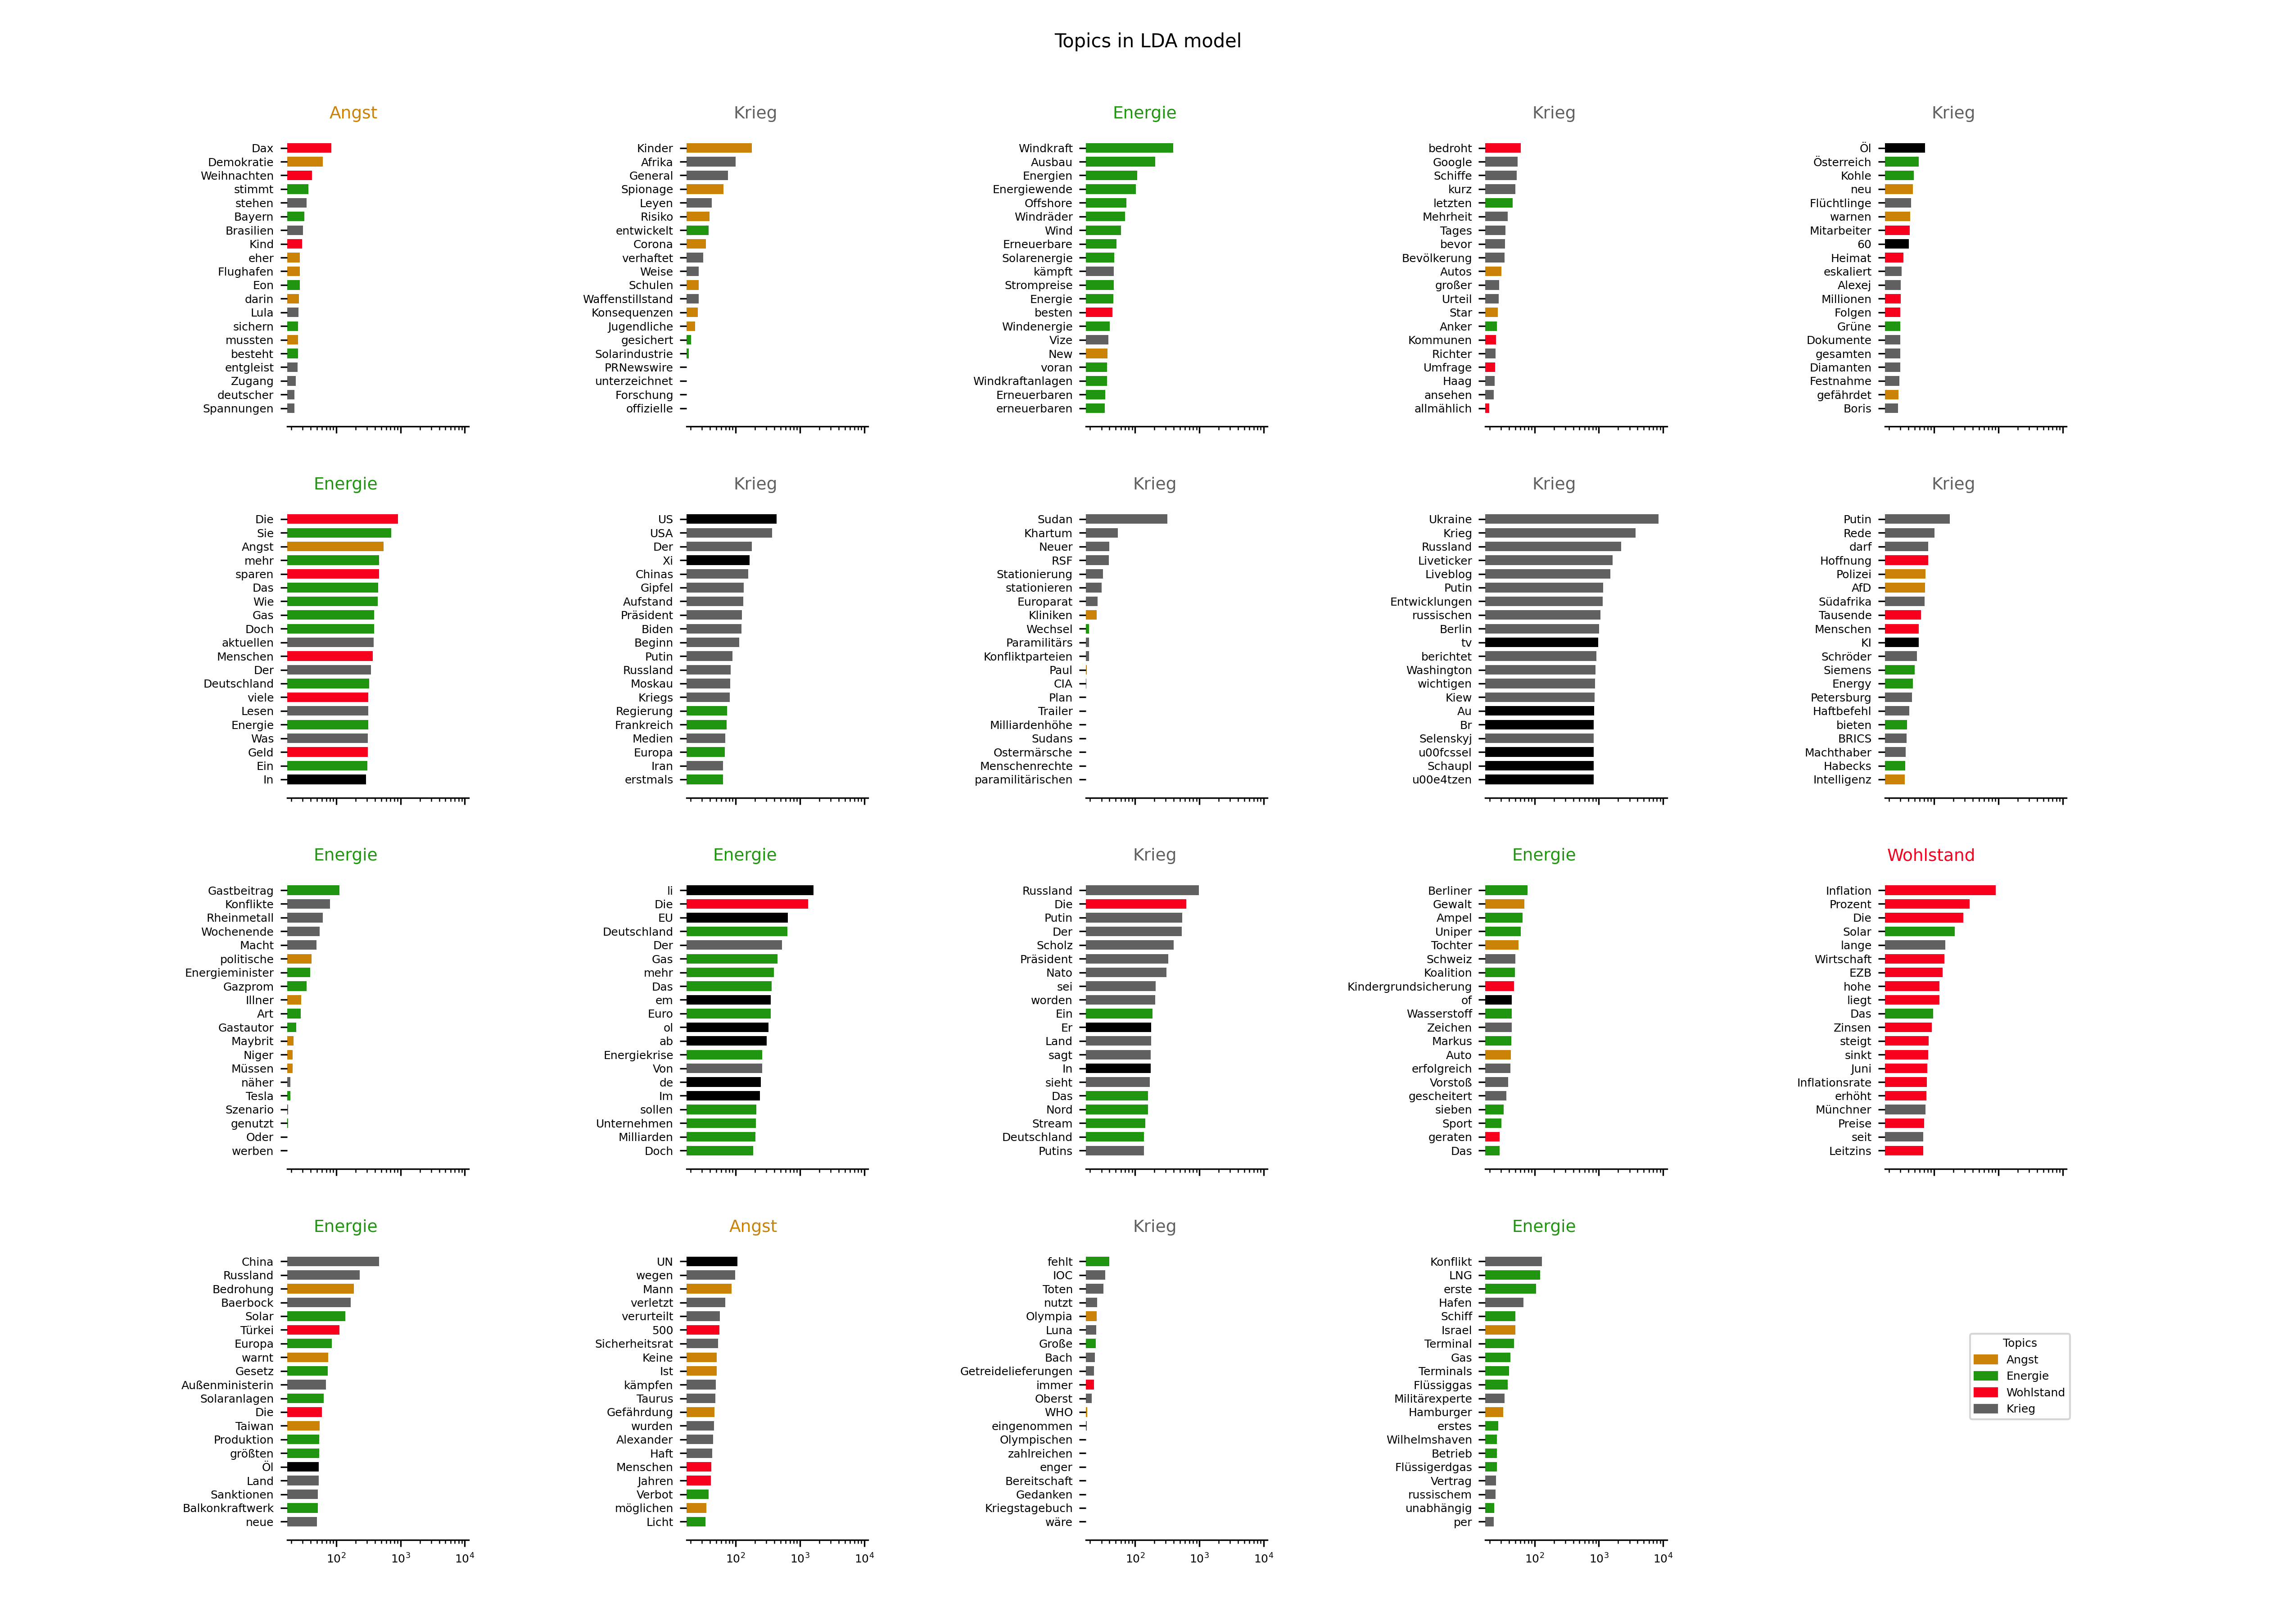 Topics in LDA model
Angst
Dax
Demokratie
Weihnachten
stimmt
stehen
Bayern
Brasilien
Kind
eher
Flughafen
Eon
darin
Lula
sichern
mussten
besteht
entgleist
Zugang
deutscher
Spannungen
Krieg
Kinder
Afrika
General
Spionage
Leyen
Risiko
entwickelt
Corona
verhaftet
Weise
Schulen
Waffenstillstand
Konsequenzen
Jugendliche
gesichert
Solarindustrie
PRNewswire
unterzeichnet
Forschung
offizielle
Energie
Windkraft
Ausbau
Energien
Energiewende
Offshore
Windräder
Wind
Erneuerbare
Solarenergie
kämpft
Strompreise
Energie
besten
Windenergie
Vize
New
voran
Windkraftanlagen
Erneuerbaren
erneuerbaren
Krieg
bedroht
Google
Schiffe
kurz
letzten
Mehrheit
Tages
bevor
Bevölkerung
Autos
großer
Urteil
Star
Anker
Kommunen
Richter
Umfrage
Haag
ansehen
allmählich
Krieg
Öl
Österreich
Kohle
neu
Flüchtlinge
warnen
Mitarbeiter
60
Heimat
eskaliert
Alexej
Millionen
Folgen
Grüne
Dokumente
gesamten
Diamanten
Festnahme
gefährdet
Boris
Energie
Die
Sie
Angst
mehr
sparen
Das
Wie
Gas
Doch
aktuellen
Menschen
Der
Deutschland
viele
Lesen
Energie
Was
Geld
Ein
In
Krieg
US
USA
Der
Xi
Chinas
Gipfel
Aufstand
Präsident
Biden
Beginn
Putin
Russland
Moskau
Kriegs
Regierung
Frankreich
Medien
Europa
Iran
erstmals
Krieg
Sudan
Khartum
Neuer
RSF
Stationierung
stationieren
Europarat
Kliniken
Wechsel
Paramilitärs
Konfliktparteien
Paul
CIA
Plan
Trailer
Milliardenhöhe
Sudans
Ostermärsche
Menschenrechte
paramilitärischen
Krieg
Ukraine
Krieg
Russland
Liveticker
Liveblog
Putin
Entwicklungen
russischen
Berlin
tv
berichtet
Washington
wichtigen
Kiew
Au
Br
Selenskyj
u00fcssel
Schaupl
u00e4tzen
Krieg
Putin
Rede
darf
Hoffnung
Polizei
AfD
Südafrika
Tausende
Menschen
KI
Schröder
Siemens
Energy
Petersburg
Haftbefehl
bieten
BRICS
Machthaber
Habecks
Intelligenz
Energie
Gastbeitrag
Konflikte
Rheinmetall
Wochenende
Macht
politische
Energieminister
Gazprom
Illner
Art
Gastautor
Maybrit
Niger
Müssen
näher
Tesla
Szenario
genutzt
Oder
werben
Energie
li
Die
EU
Deutschland
Der
Gas
mehr
Das
em
Euro
ol
ab
Energiekrise
Von
de
Im
sollen
Unternehmen
Milliarden
Doch
Krieg
Russland
Die
Putin
Der
Scholz
Präsident
Nato
sei
worden
Ein
Er
Land
sagt
In
sieht
Das
Nord
Stream
Deutschland
Putins
Energie
Berliner
Gewalt
Ampel
Uniper
Tochter
Schweiz
Koalition
Kindergrundsicherung
of
Wasserstoff
Zeichen
Markus
Auto
erfolgreich
Vorstoß
gescheitert
sieben
Sport
geraten
Das
Wohlstand
Inflation
Prozent
Die
Solar
lange
Wirtschaft
EZB
hohe
liegt
Das
Zinsen
steigt
sinkt
Juni
Inflationsrate
erhöht
Münchner
Preise
seit
Leitzins
Energie
China
Russland
Bedrohung
Baerbock
Solar
Türkei
Europa
warnt
Gesetz
Außenministerin
Solaranlagen
Die
Taiwan
Produktion
größten
Öl
Land
Sanktionen
Balkonkraftwerk
neue
10² 10³ 10⁴
Angst
UN
wegen
Mann
verletzt
verurteilt
500
Sicherheitsrat
Keine
Ist
kämpfen
Taurus
Gefährdung
wurden
Alexander
Haft
Menschen
Jahren
Verbot
möglichen
Licht
10² 10³ 10⁴
Krieg
fehlt
IOC
Toten
nutzt
Olympia
Luna
Große
Bach
Getreidelieferungen
immer
Oberst
WHO
eingenommen
Olympischen
zahlreichen
enger
Bereitschaft
Gedanken
Kriegstagebuch
wäre
10² 10³ 10⁴
Energie
Konflikt
LNG
erste
Hafen
Schiff
Israel
Terminal
Gas
Terminals
Flüssiggas
Militärexperte
Hamburger
erstes
Wilhelmshaven
Betrieb
Flüssigerdgas
Vertrag
russischem
unabhängig
per
10² 10³ 10⁴
Topics
Angst
Energie
Wohlstand
Krieg